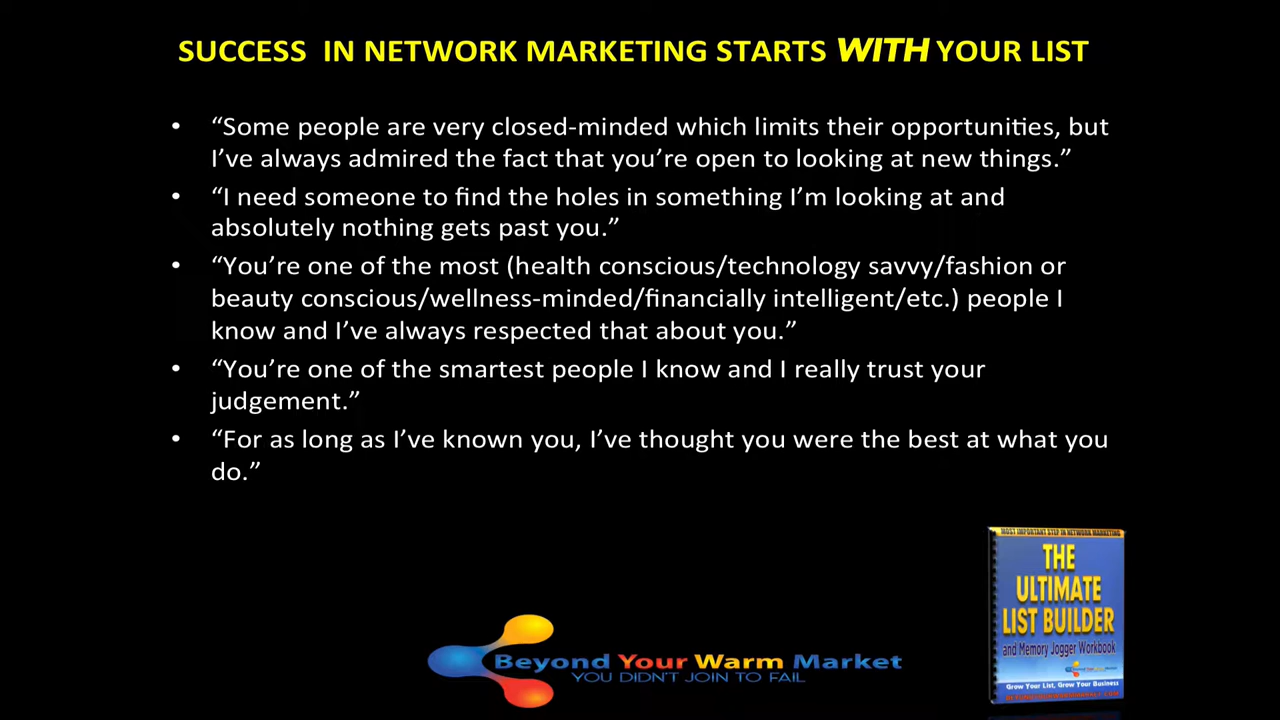 SUCCESS IN NETWORK MARKETING STARTS WITH YOUR LIST
• “Some people are very closed-minded which limits their opportunities, but
I’ve always admired the fact that you’re open to looking at new things.”
• “I need someone to find the holes in something I’m looking at and
absolutely nothing gets past you.”
• “You’re one of the most (health conscious/technology savvy/fashion or
beauty conscious/wellness-minded/financially intelligent/etc.) people I
know and I’ve always respected that about you.”
• “You’re one of the smartest people I know and I really trust your
judgement.”
• “For as long as I’ve known you, I’ve thought you were the best at what you
do.”
MOST IMPORTANT STEP IN NETWORK MARKETING
THE
ULTIMATE
LIST BUILDER
and Memory Jogger Workbook
Grow Your List, Grow Your Business
Beyond Your Warm Market
YOU DIDN'T JOIN TO FAIL